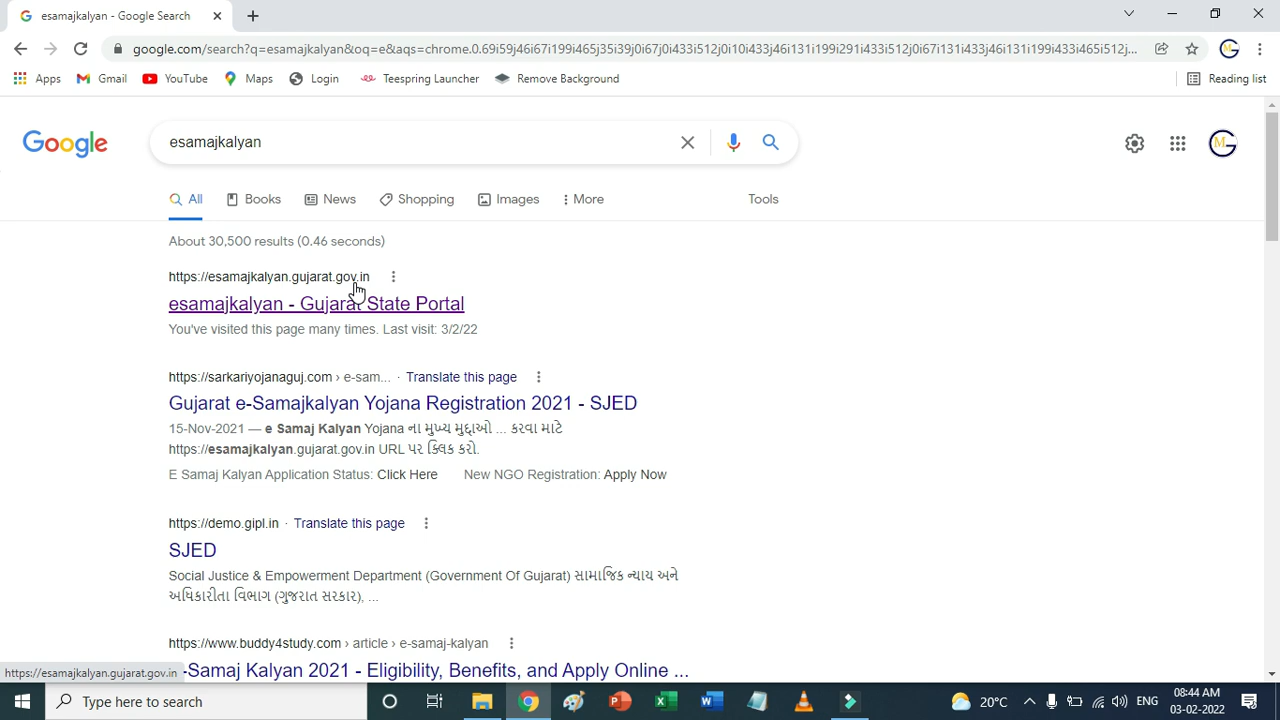 esamajkalyan - Google Search
google.com/search?q=esamajkalyan&oq=e&aqs=chrome.0.69i59j46i67i199i465j35i39j0i67j0i433i512j0i10i433j46i131i199i291i433i512j0i67i131i433j46i131i199i433i465i512j...
Apps Gmail YouTube Maps Login Teespring Launcher Remove Background Reading list
Google esamajkalyan MG
All Books News Shopping Images More Tools
About 30,500 results (0.46 seconds)
https://esamajkalyan.gujarat.gov.in
esamajkalyan - Gujarat State Portal
You've visited this page many times. Last visit: 3/2/22
https://sarkariyojanaguj.com › e-sam... · Translate this page
Gujarat e-Samajkalyan Yojana Registration 2021 - SJED
15-Nov-2021 — e Samaj Kalyan Yojana ના મુખ્ય મુદ્દાઓ ... કરવા માટે
https://esamajkalyan.gujarat.gov.in URL પર ક્લિક કરો.
E Samaj Kalyan Application Status: Click Here New NGO Registration: Apply Now
https://demo.gipl.in · Translate this page
SJED
Social Justice & Empowerment Department (Government Of Gujarat) સામાજિક ન્યાય અને
અધિકારીતા વિભાગ (ગુજરાત સરકાર), ...
https://www.buddy4study.com › article › e-samaj-kalyan
-Samaj Kalyan 2021 - Eligibility, Benefits, and Apply Online ...
https://esamajkalyan.gujarat.gov.in
Type here to search 20°C ENG 08:44 AM
03-02-2022